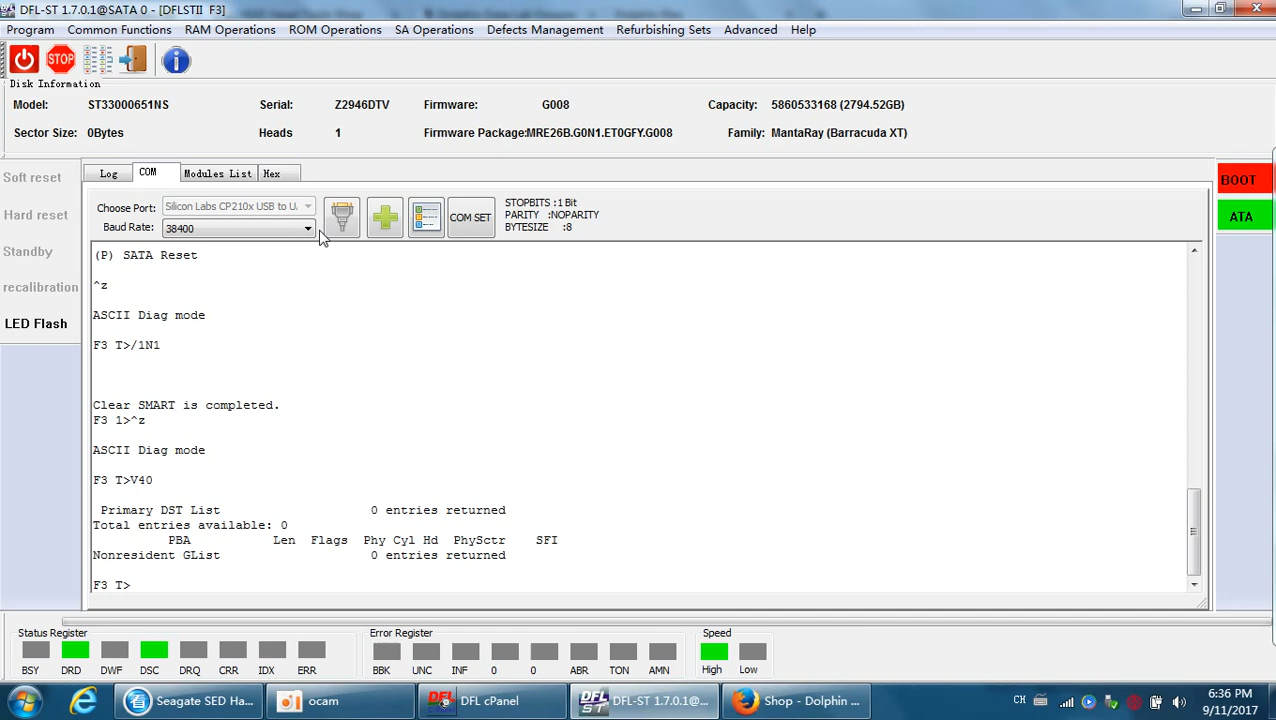 DFL-ST 1.7.0.1@SATA 0 - [DFLSTII F3]
Program Common Functions RAM Operations ROM Operations SA Operations Defects Management Refurbishing Sets Advanced Help
STOP
Disk Information
Model: ST33000651NS Serial: Z2946DTV Firmware: G008 Capacity: 5860533168 (2794.52GB)
Sector Size: 0Bytes Heads 1 Firmware Package:MRE26B.G0N1.ET0GFY.G008 Family: MantaRay (Barracuda XT)
Soft reset
Hard reset
Standby
recalibration
LED Flash
Log COM Modules List Hex
Choose Port: Silicon Labs CP210x USB to U.
Baud Rate: 38400
COM SET
STOPBITS :1 Bit
PARITY :NOPARITY
BYTESIZE :8
BOOT
ATA
(P) SATA Reset
^z
ASCII Diag mode
F3 T>/1N1
Clear SMART is completed.
F3 1>^z
ASCII Diag mode
F3 T>V40
Primary DST List 0 entries returned
Total entries available: 0
PBA Len Flags Phy Cyl Hd PhySctr SFI
Nonresident GList 0 entries returned
F3 T>
Status Register Error Register Speed
BSY DRD DWF DSC DRQ CRR IDX ERR BBK UNC INF 0 0 ABR TON AMN High Low
Seagate SED Ha... ocam DFL cPanel DFL-ST 1.7.0.1@... Shop - Dolphin ... CH 6:36 PM
9/11/2017